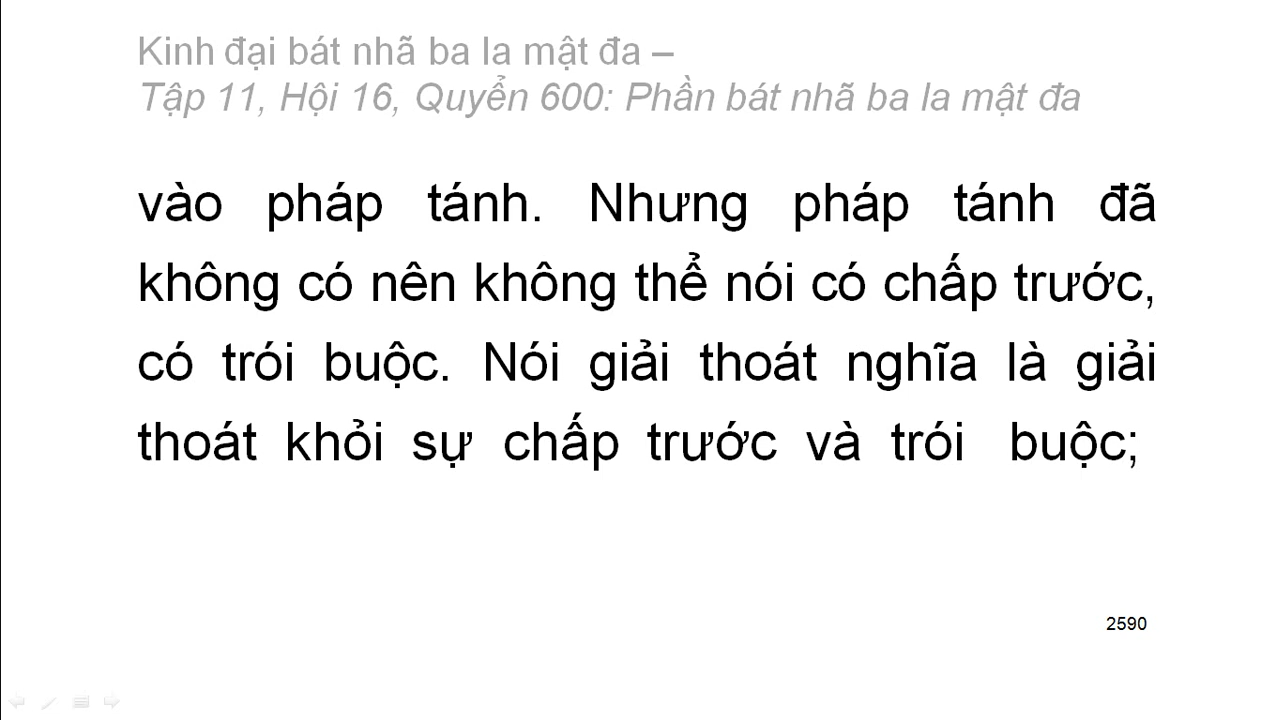 Kinh đại bát nhã ba la mật đa –
Tập 11, Hội 16, Quyển 600: Phần bát nhã ba la mật đa
vào pháp tánh. Nhưng pháp tánh đã
không có nên không thể nói có chấp trước,
có trói buộc. Nói giải thoát nghĩa là giải
thoát khỏi sự chấp trước và trói buộc;
2590